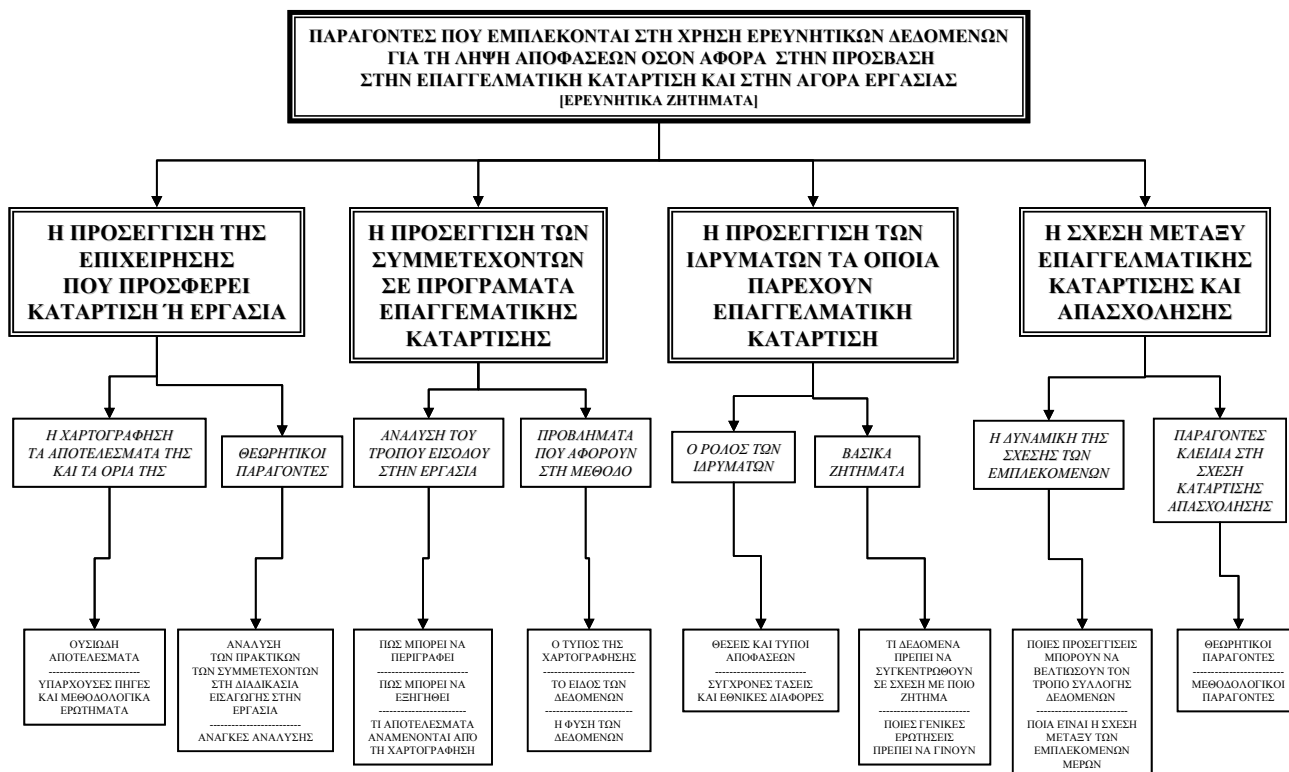 ΠΑΡΑΓΟΝΤΕΣ ΠΟΥ ΕΜΠΛΕΚΟΝΤΑΙ ΣΤΗ ΧΡΗΣΗ ΕΡΕΥΝΗΤΙΚΩΝ ΔΕΔΟΜΕΝΩΝ
ΓΙΑ ΤΗ ΛΗΨΗ ΑΠΟΦΑΣΕΩΝ ΟΣΟΝ ΑΦΟΡΑ ΣΤΗΝ ΠΡΟΣΒΑΣΗ
ΣΤΗΝ ΕΠΑΓΓΕΛΜΑΤΙΚΗ ΚΑΤΑΡΤΙΣΗ ΚΑΙ ΣΤΗΝ ΑΓΟΡΑ ΕΡΓΑΣΙΑΣ
[ΕΡΕΥΝΗΤΙΚΑ ΖΗΤΗΜΑΤΑ]
Η ΠΡΟΣΕΓΓΙΣΗ ΤΗΣ
ΕΠΙΧΕΙΡΗΣΗΣ
ΠΟΥ ΠΡΟΣΦΕΡΕΙ
ΚΑΤΑΡΤΙΣΗ Ή ΕΡΓΑΣΙΑ
Η ΠΡΟΣΕΓΓΙΣΗ ΤΩΝ
ΣΥΜΜΕΤΕΧΟΝΤΩΝ
ΣΕ ΠΡΟΓΡΑΜΑΤΑ
ΕΠΑΓΓΕΜΑΤΙΚΗΣ
ΚΑΤΑΡΤΙΣΗΣ
Η ΠΡΟΣΕΓΓΙΣΗ ΤΩΝ
ΙΔΡΥΜΑΤΩΝ ΤΑ ΟΠΟΙΑ
ΠΑΡΕΧΟΥΝ
ΕΠΑΓΓΕΛΜΑΤΙΚΗ
ΚΑΤΑΡΤΙΣΗ
Η ΣΧΕΣΗ ΜΕΤΑΞΥ
ΕΠΑΓΓΕΛΜΑΤΙΚΗΣ
ΚΑΤΑΡΤΙΣΗΣ ΚΑΙ
ΑΠΑΣΧΟΛΗΣΗΣ
Η ΧΑΡΤΟΓΡΑΦΗΣΗ
ΤΑ ΑΠΟΤΕΛΕΣΜΑΤΑ ΤΗΣ
ΚΑΙ ΤΑ ΟΡΙΑ ΤΗΣ
ΘΕΩΡΗΤΙΚΟΙ
ΠΑΡΑΓΟΝΤΕΣ
ΑΝΑΛΥΣΗ ΤΟΥ
ΤΡΟΠΟΥ ΕΙΣΟΔΟΥ
ΣΤΗΝ ΕΡΓΑΣΙΑ
ΠΡΟΒΛΗΜΑΤΑ
ΠΟΥ ΑΦΟΡΟΥΝ
ΣΤΗ ΜΕΘΟΔΟ
Ο ΡΟΛΟΣ ΤΩΝ
ΙΔΡΥΜΑΤΩΝ
ΒΑΣΙΚΑ
ΖΗΤΗΜΑΤΑ
Η ΔΥΝΑΜΙΚΗ ΤΗΣ
ΣΧΕΣΗΣ ΤΩΝ
ΕΜΠΛΕΚΟΜΕΝΩΝ
ΠΑΡΑΓΟΝΤΕΣ
ΚΛΕΙΔΙΑ ΣΤΗ
ΣΧΕΣΗ
ΚΑΤΑΡΤΙΣΗΣ
ΑΠΑΣΧΟΛΗΣΗΣ
ΟΥΣΙΩΔΗ
ΑΠΟΤΕΛΕΣΜΑΤΑ
-------------------------
ΥΠΑΡΧΟΥΣΕΣ ΠΗΓΕΣ
ΚΑΙ ΜΕΘΟΔΟΛΟΓΙΚΑ
ΕΡΩΤΗΜΑΤΑ
ΑΝΑΛΥΣΗ
ΤΩΝ ΠΡΑΚΤΙΚΩΝ
ΤΩΝ ΣΥΜΜΕΤΕΧΟΝΤΩΝ
ΣΤΗ ΔΙΑΔΙΚΑΣΙΑ
ΕΙΣΑΓΩΓΗΣ ΣΤΗΝ
ΕΡΓΑΣΙΑ
-------------------------
ΑΝΑΓΚΕΣ ΑΝΑΛΥΣΗΣ
ΠΩΣ ΜΠΟΡΕΙ ΝΑ
ΠΕΡΙΓΡΑΦΕΙ
-------------------------
ΠΩΣ ΜΠΟΡΕΙ ΝΑ
ΕΞΗΓΗΘΕΙ
-------------------------
ΤΙ ΑΠΟΤΕΛΕΣΜΑΤΑ
ΑΝΑΜΕΝΟΝΤΑΙ ΑΠΌ
ΤΗ ΧΑΡΤΟΓΡΑΦΗΣΗ
Ο ΤΥΠΟΣ ΤΗΣ
ΧΑΡΤΟΓΡΑΦΗΣΗΣ
-------------------------
ΤΟ ΕΙΔΟΣ ΤΩΝ
ΔΕΔΟΜΕΝΩΝ
-------------------------
Η ΦΥΣΗ ΤΩΝ
ΔΕΔΟΜΕΝΩΝ
ΘΕΣΕΙΣ ΚΑΙ ΤΥΠΟΙ
ΑΠΟΦΑΣΕΩΝ
-------------------------
ΣΥΓΧΡΟΝΕΣ ΤΑΣΕΙΣ
ΚΑΙ ΕΘΝΙΚΕΣ ΔΙΑΦΟΡΕΣ
ΤΙ ΔΕΔΟΜΕΝΑ
ΠΡΕΠΕΙ ΝΑ
ΣΥΓΚΕΝΤΡΩΘΟΥΝ
ΣΕ ΣΧΕΣΗ ΜΕ ΠΟΙΟ
ΖΗΤΗΜΑ
-------------------------
ΠΟΙΕΣ ΓΕΝΙΚΕΣ
ΕΡΩΤΗΣΕΙΣ
ΠΡΕΠΕΙ ΝΑ ΓΙΝΟΥΝ
ΠΟΙΕΣ ΠΡΟΣΕΓΓΙΣΕΙΣ
ΜΠΟΡΟΥΝ ΝΑ
ΒΕΛΤΙΩΣΟΥΝ ΤΟΝ
ΤΡΟΠΟ ΣΥΛΛΟΓΗΣ
ΔΕΔΟΜΕΝΩΝ
-------------------------
ΠΟΙΑ ΕΊΝΑΙ Η ΣΧΕΣΗ
ΜΕΤΑΞΥ ΤΩΝ
ΕΜΠΛΕΚΟΜΕΝΩΝ
ΜΕΡΩΝ
ΘΕΩΡΗΤΙΚΟΙ
ΠΑΡΑΓΟΝΤΕΣ
-------------------------
ΜΕΘΟΔΟΛΟΓΙΚΟΙ
ΠΑΡΑΓΟΝΤΕΣ